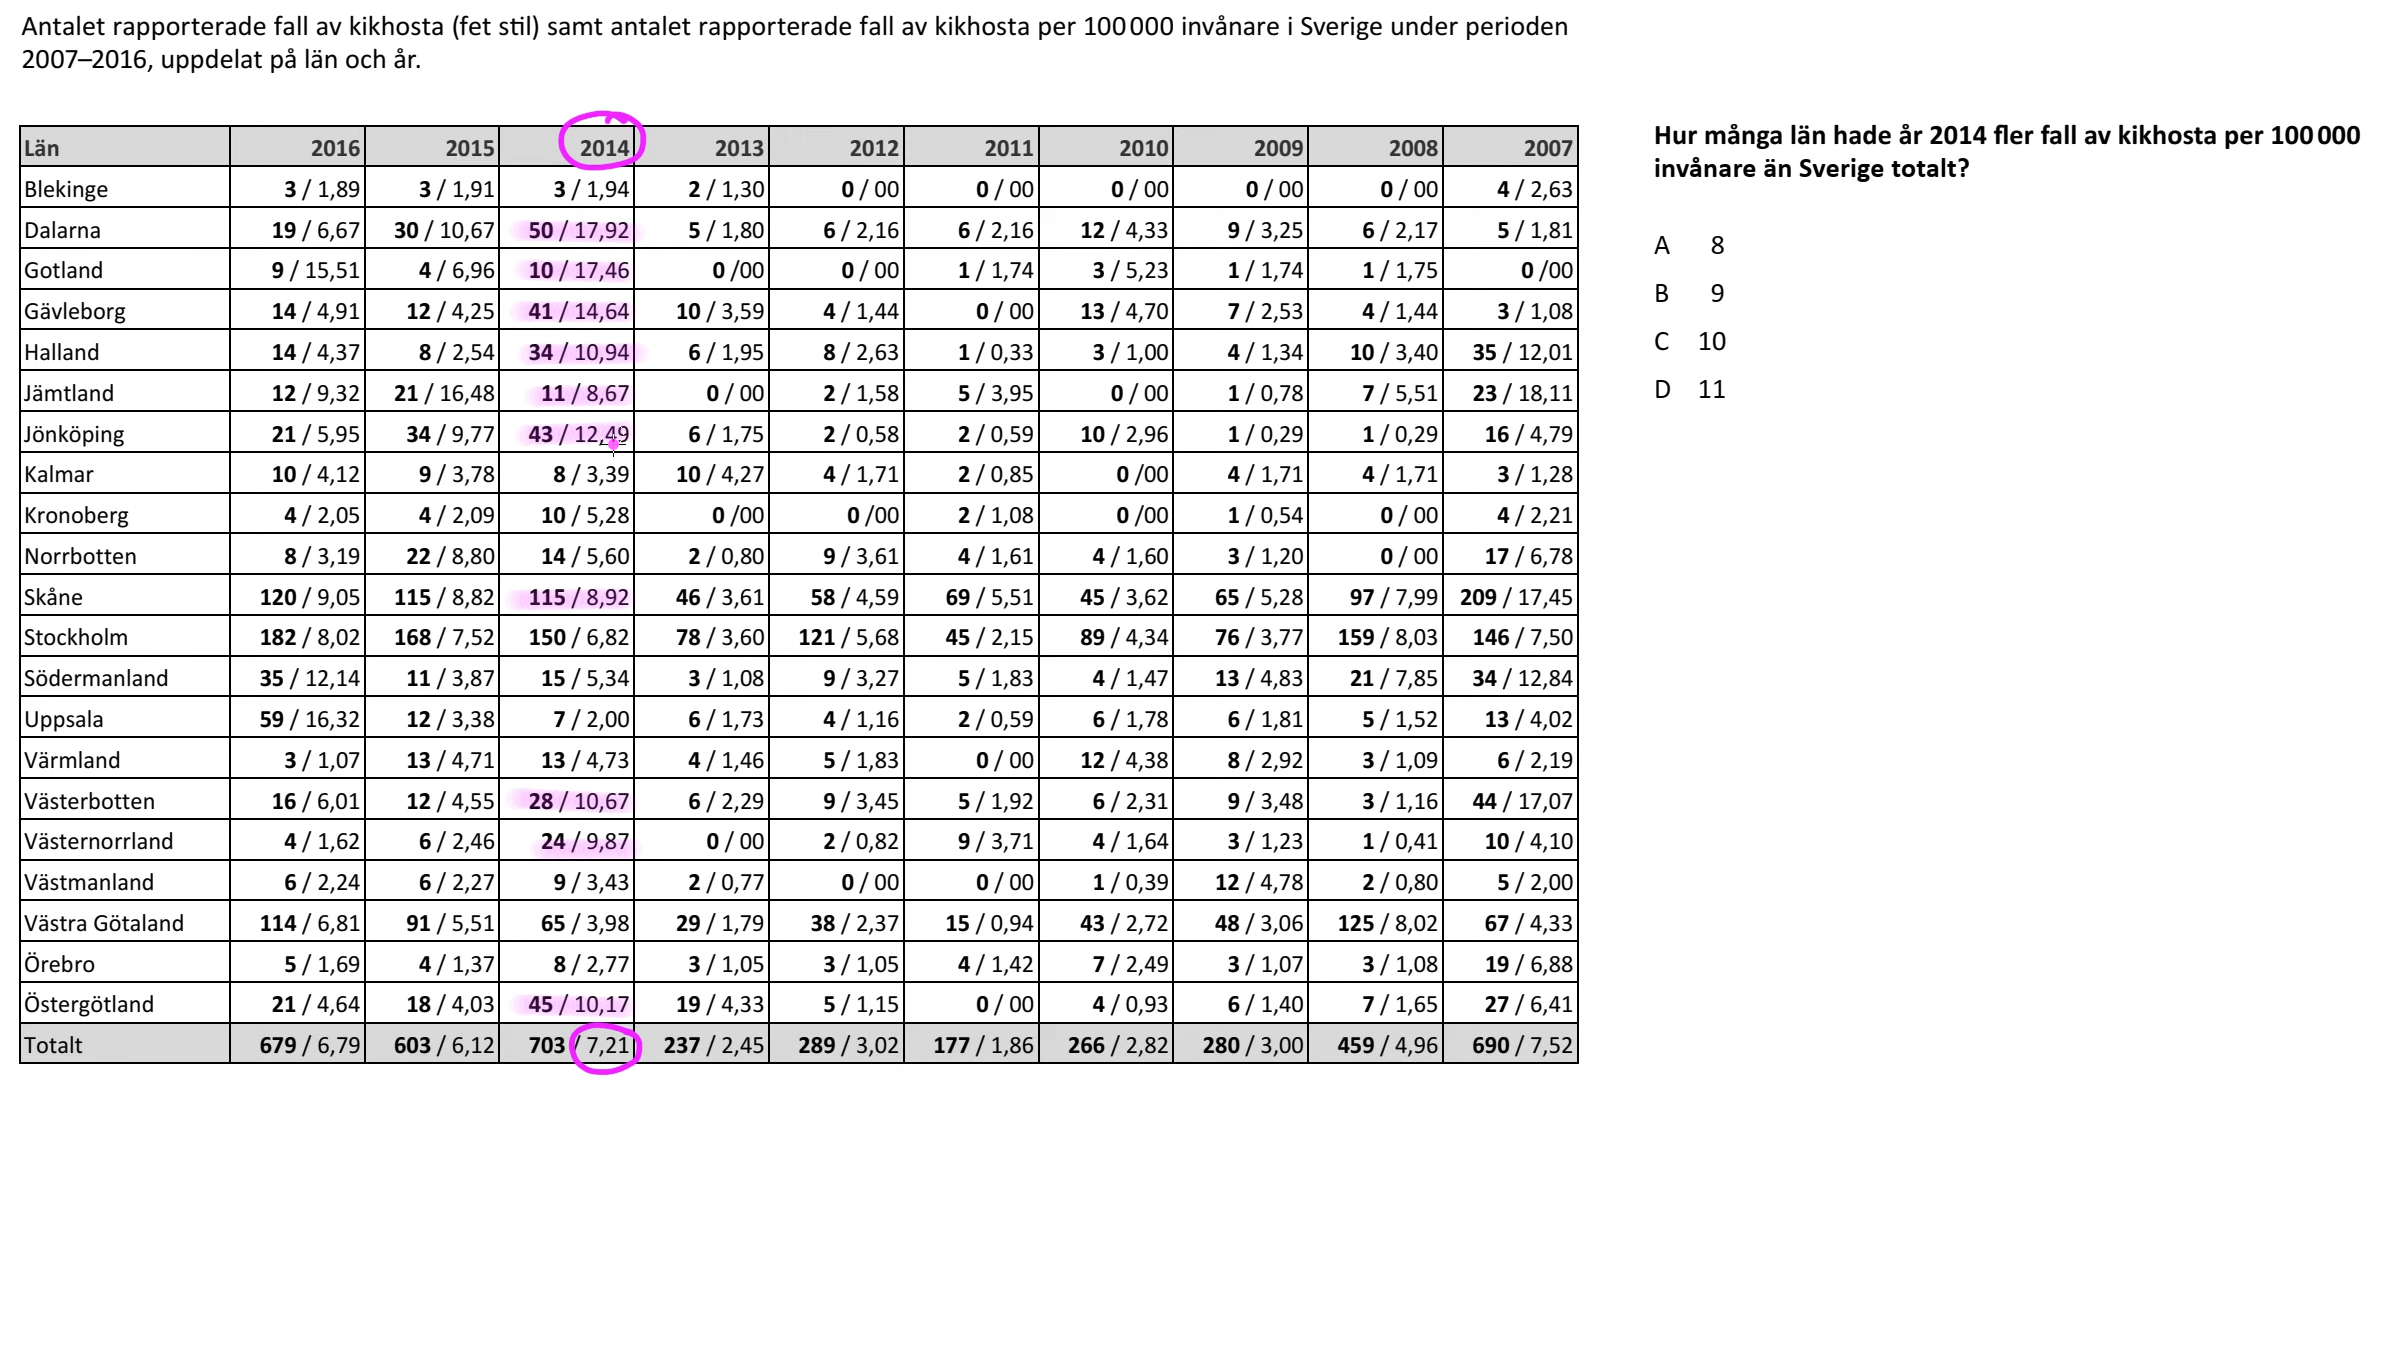 Antalet rapporterade fall av kikhosta (fet stil) samt antalet rapporterade fall av kikhosta per 100 000 invånare i Sverige under perioden
2007–2016, uppdelat på län och år.
Län 2016 2015 2014 2013 2012 2011 2010 2009 2008 2007
Blekinge 3 / 1,89 3 / 1,91 3 / 1,94 2 / 1,30 0 / 00 0 / 00 0 / 00 0 / 00 0 / 00 4 / 2,63
Dalarna 19 / 6,67 30 / 10,67 50 / 17,92 5 / 1,80 6 / 2,16 6 / 2,16 12 / 4,33 9 / 3,25 6 / 2,17 5 / 1,81
Gotland 9 / 15,51 4 / 6,96 10 / 17,46 0 /00 0 / 00 1 / 1,74 3 / 5,23 1 / 1,74 1 / 1,75 0 /00
Gävleborg 14 / 4,91 12 / 4,25 41 / 14,64 10 / 3,59 4 / 1,44 0 / 00 13 / 4,70 7 / 2,53 4 / 1,44 3 / 1,08
Halland 14 / 4,37 8 / 2,54 34 / 10,94 6 / 1,95 8 / 2,63 1 / 0,33 3 / 1,00 4 / 1,34 10 / 3,40 35 / 12,01
Jämtland 12 / 9,32 21 / 16,48 11 / 8,67 0 / 00 2 / 1,58 5 / 3,95 0 / 00 1 / 0,78 7 / 5,51 23 / 18,11
Jönköping 21 / 5,95 34 / 9,77 43 / 12,49 6 / 1,75 2 / 0,58 2 / 0,59 10 / 2,96 1 / 0,29 1 / 0,29 16 / 4,79
Kalmar 10 / 4,12 9 / 3,78 8 / 3,39 10 / 4,27 4 / 1,71 2 / 0,85 0 /00 4 / 1,71 4 / 1,71 3 / 1,28
Kronoberg 4 / 2,05 4 / 2,09 10 / 5,28 0 /00 0 /00 2 / 1,08 0 /00 1 / 0,54 0 / 00 4 / 2,21
Norrbotten 8 / 3,19 22 / 8,80 14 / 5,60 2 / 0,80 9 / 3,61 4 / 1,61 4 / 1,60 3 / 1,20 0 / 00 17 / 6,78
Skåne 120 / 9,05 115 / 8,82 115 / 8,92 46 / 3,61 58 / 4,59 69 / 5,51 45 / 3,62 65 / 5,28 97 / 7,99 209 / 17,45
Stockholm 182 / 8,02 168 / 7,52 150 / 6,82 78 / 3,60 121 / 5,68 45 / 2,15 89 / 4,34 76 / 3,77 159 / 8,03 146 / 7,50
Södermanland 35 / 12,14 11 / 3,87 15 / 5,34 3 / 1,08 9 / 3,27 5 / 1,83 4 / 1,47 13 / 4,83 21 / 7,85 34 / 12,84
Uppsala 59 / 16,32 12 / 3,38 7 / 2,00 6 / 1,73 4 / 1,16 2 / 0,59 6 / 1,78 6 / 1,81 5 / 1,52 13 / 4,02
Värmland 3 / 1,07 13 / 4,71 13 / 4,73 4 / 1,46 5 / 1,83 0 / 00 12 / 4,38 8 / 2,92 3 / 1,09 6 / 2,19
Västerbotten 16 / 6,01 12 / 4,55 28 / 10,67 6 / 2,29 9 / 3,45 5 / 1,92 6 / 2,31 9 / 3,48 3 / 1,16 44 / 17,07
Västernorrland 4 / 1,62 6 / 2,46 24 / 9,87 0 / 00 2 / 0,82 9 / 3,71 4 / 1,64 3 / 1,23 1 / 0,41 10 / 4,10
Västmanland 6 / 2,24 6 / 2,27 9 / 3,43 2 / 0,77 0 / 00 0 / 00 1 / 0,39 12 / 4,78 2 / 0,80 5 / 2,00
Västra Götaland 114 / 6,81 91 / 5,51 65 / 3,98 29 / 1,79 38 / 2,37 15 / 0,94 43 / 2,72 48 / 3,06 125 / 8,02 67 / 4,33
Örebro 5 / 1,69 4 / 1,37 8 / 2,77 3 / 1,05 3 / 1,05 4 / 1,42 7 / 2,49 3 / 1,07 3 / 1,08 19 / 6,88
Östergötland 21 / 4,64 18 / 4,03 45 / 10,17 19 / 4,33 5 / 1,15 0 / 00 4 / 0,93 6 / 1,40 7 / 1,65 27 / 6,41
Totalt 679 / 6,79 603 / 6,12 703 / 7,21 237 / 2,45 289 / 3,02 177 / 1,86 266 / 2,82 280 / 3,00 459 / 4,96 690 / 7,52
Hur många län hade år 2014 fler fall av kikhosta per 100 000
invånare än Sverige totalt?
A 8
B 9
C 10
D 11